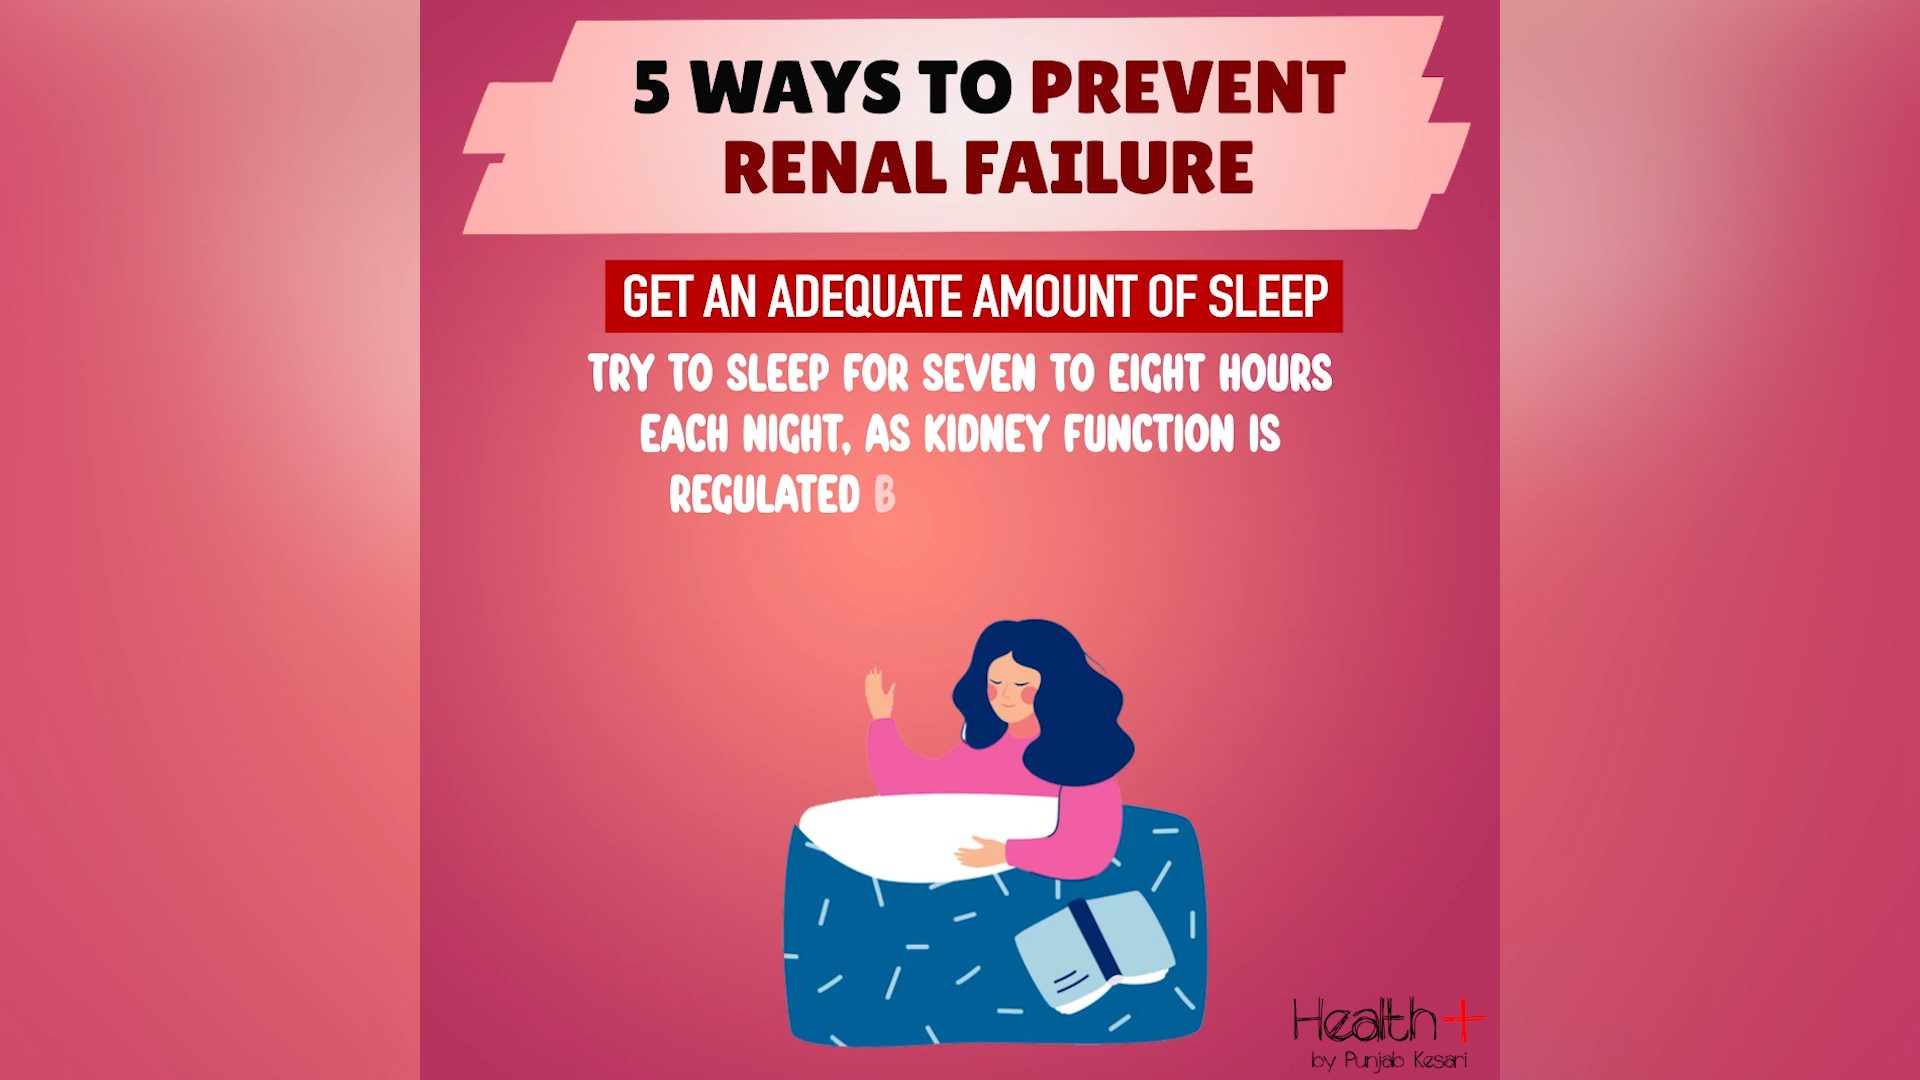 5 WAYS TO PREVENT
RENAL FAILURE
GET AN ADEQUATE AMOUNT OF SLEEP
TRY TO SLEEP FOR SEVEN TO EIGHT HOURS
EACH NIGHT, AS KIDNEY FUNCTION IS
REGULATED B
Health+
by Punjab Kesari